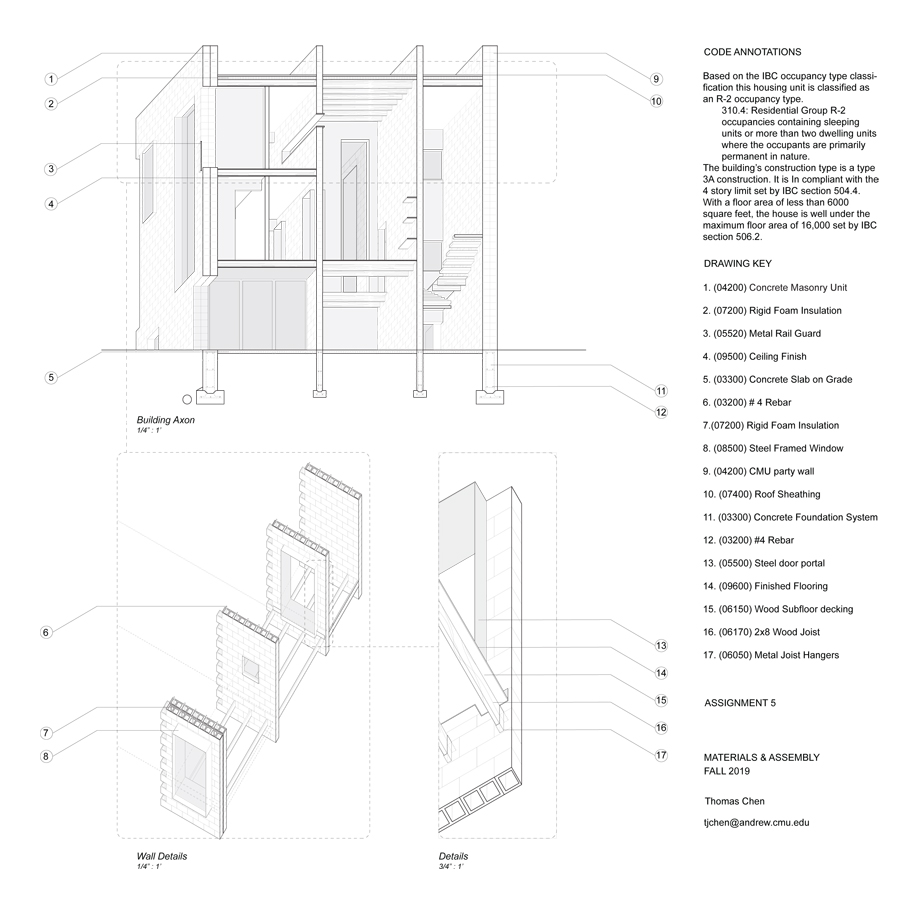 CODE ANNOTATIONS
Based on the IBC occupancy type classi-
fication this housing unit is classified as
an R-2 occupancy type.
310.4: Residential Group R-2
occupancies containing sleeping
units or more than two dwelling units
where the occupants are primarily
permanent in nature.
The building's construction type is a type
3A construction. It is In compliant with the
4 story limit set by IBC section 504.4.
With a floor area of less than 6000
square feet, the house is well under the
maximum floor area of 16,000 set by IBC
section 506.2.
DRAWING KEY
1. (04200) Concrete Masonry Unit
2. (07200) Rigid Foam Insulation
3. (05520) Metal Rail Guard
4. (09500) Ceiling Finish
5. (03300) Concrete Slab on Grade
6. (03200) # 4 Rebar
7.(07200) Rigid Foam Insulation
8. (08500) Steel Framed Window
9. (04200) CMU party wall
10. (07400) Roof Sheathing
11. (03300) Concrete Foundation System
12. (03200) #4 Rebar
13. (05500) Steel door portal
14. (09600) Finished Flooring
15. (06150) Wood Subfloor decking
16. (06170) 2x8 Wood Joist
17. (06050) Metal Joist Hangers
ASSIGNMENT 5
MATERIALS & ASSEMBLY
FALL 2019
Thomas Chen
tjchen@andrew.cmu.edu
1
2
3
4
5
9
10
11
12
Building Axon
1/4" : 1'
6
7
8
13
14
15
16
17
Wall Details
1/4" : 1'
Details
3/4" : 1'